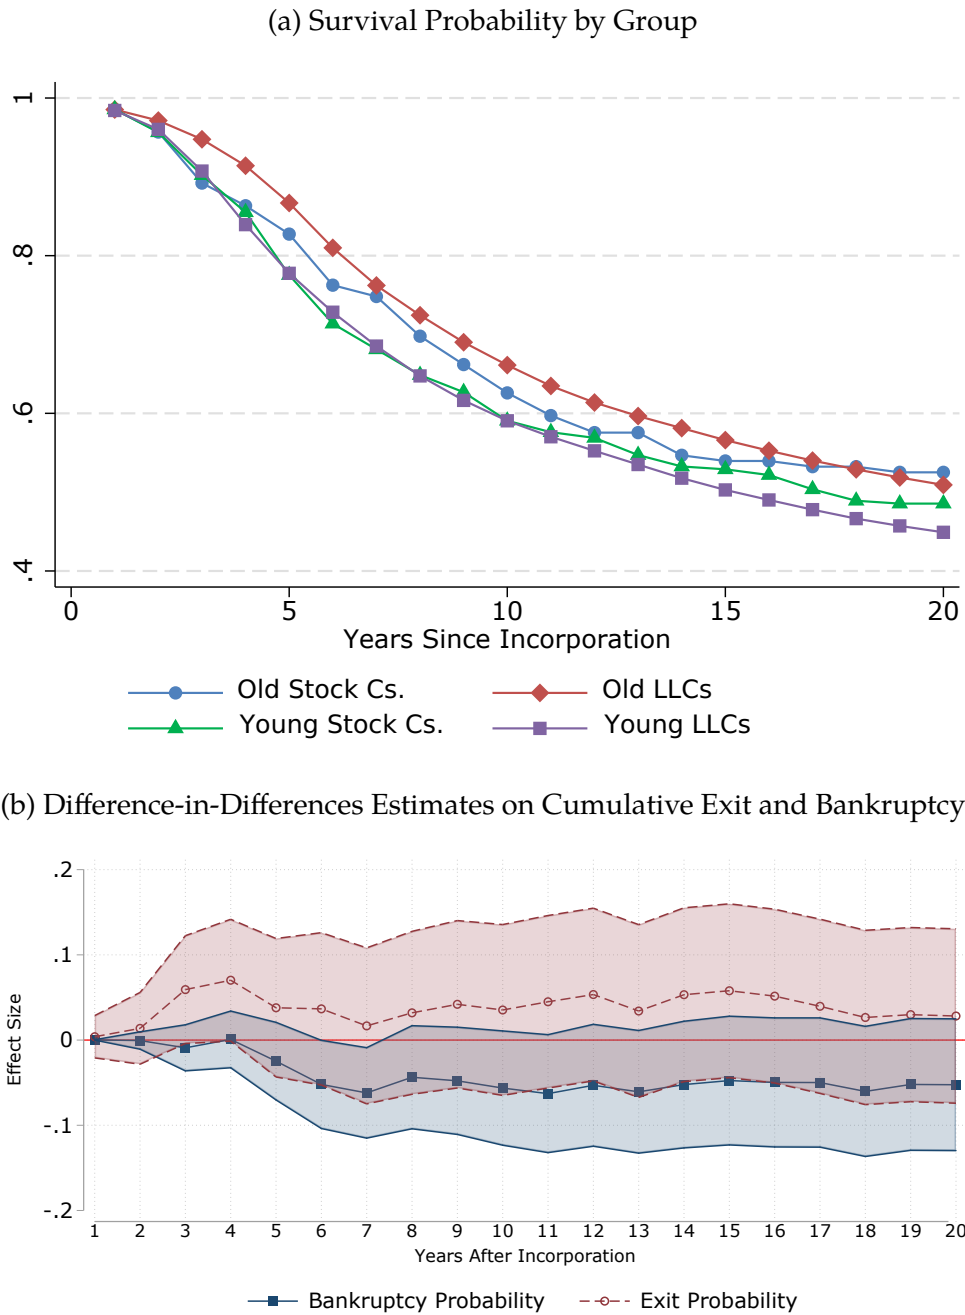 (a) Survival Probability by Group
1
.8
.6
.4
0 5 10 15 20
Years Since Incorporation
Old Stock Cs. Old LLCs
Young Stock Cs. Young LLCs
(b) Difference-in-Differences Estimates on Cumulative Exit and Bankruptcy
.2
.1
0
-.1
-.2
Effect Size
1 2 3 4 5 6 7 8 9 10 11 12 13 14 15 16 17 18 19 20
Years After Incorporation
Bankruptcy Probability Exit Probability